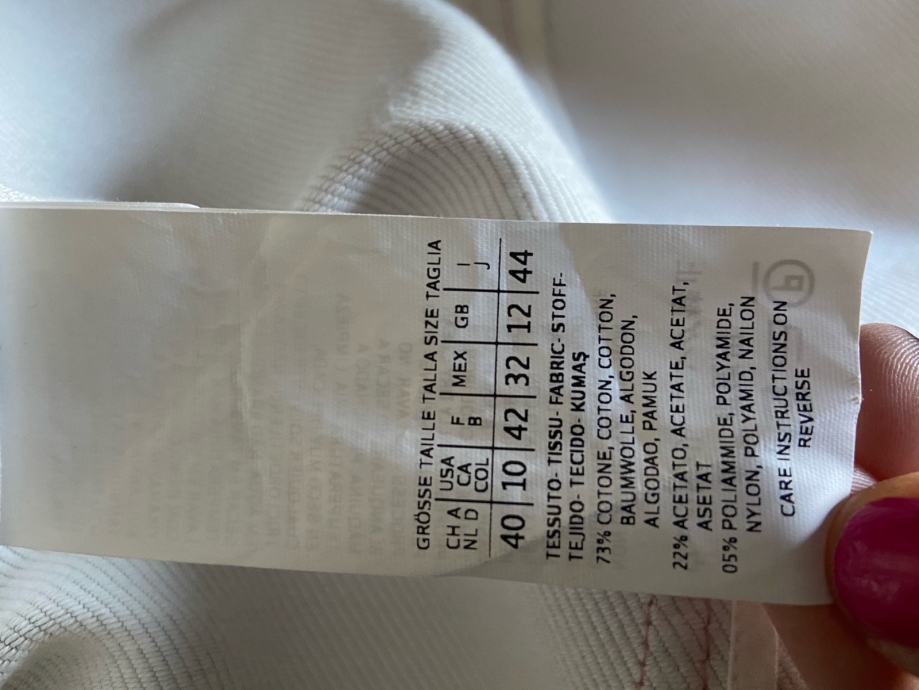 GRÖSSE TAILLE TALLA SIZE TAGLIA
CH A | USA | F | MEX | GB | I
NL D | CA | B | J
COL
40 | 10 | 42 | 32 | 12 | 44
TESSUTO- TISSU- FABRIC- STOFF-
TEJIDO- TECIDO- KUMAŞ
73% COTONE, COTON, COTTON,
BAUMWOLLE, ALGODON,
ALGODAO, PAMUK
22% ACETATO, ACETATE, ACETAT,
ASETAT
05% POLIAMMIDE, POLYAMIDE,
NYLON, POLYAMID, NAILON
CARE INSTRUCTIONS ON
REVERSE